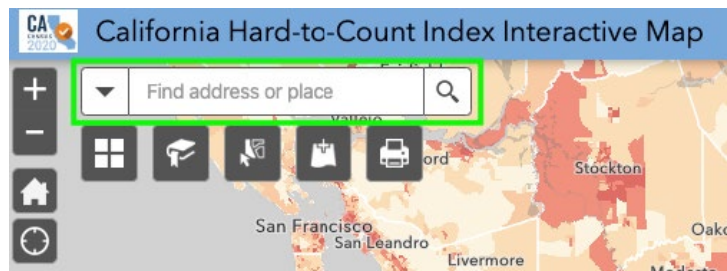 CA
CENSUS
2020
California Hard-to-Count Index Interactive Map
Find address or place
Vallejo
Stockton
San Francisco
San Leandro
Oak
Livermore